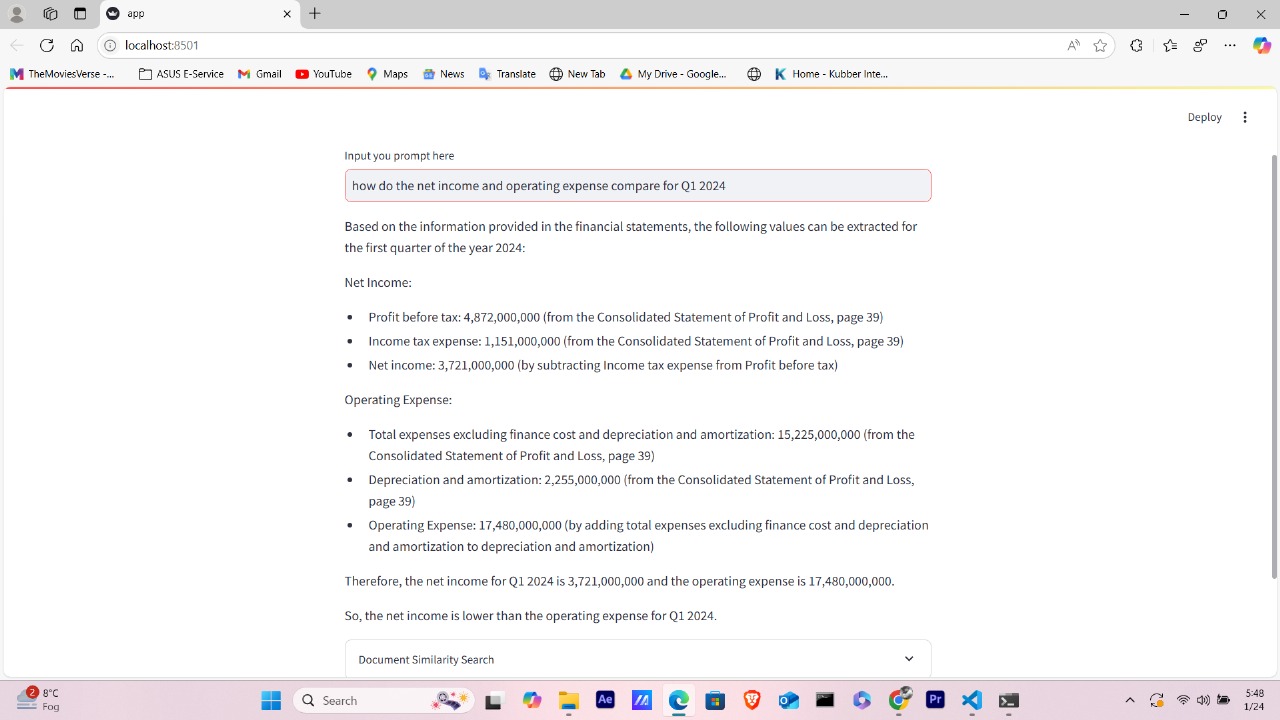 app
localhost:8501
TheMoviesVerse -...
ASUS E-Service
Gmail
YouTube
Maps
News
Translate
New Tab
My Drive - Google...
Home - Kubber Inte...
Deploy
Input you prompt here
how do the net income and operating expense compare for Q1 2024
Based on the information provided in the financial statements, the following values can be extracted for
the first quarter of the year 2024:
Net Income:
• Profit before tax: 4,872,000,000 (from the Consolidated Statement of Profit and Loss, page 39)
• Income tax expense: 1,151,000,000 (from the Consolidated Statement of Profit and Loss, page 39)
• Net income: 3,721,000,000 (by subtracting Income tax expense from Profit before tax)
Operating Expense:
• Total expenses excluding finance cost and depreciation and amortization: 15,225,000,000 (from the
Consolidated Statement of Profit and Loss, page 39)
• Depreciation and amortization: 2,255,000,000 (from the Consolidated Statement of Profit and Loss,
page 39)
• Operating Expense: 17,480,000,000 (by adding total expenses excluding finance cost and depreciation
and amortization to depreciation and amortization)
Therefore, the net income for Q1 2024 is 3,721,000,000 and the operating expense is 17,480,000,000.
So, the net income is lower than the operating expense for Q1 2024.
Document Similarity Search
2
8°C
Fog
Search
Ae
Pr
5:48
1/24